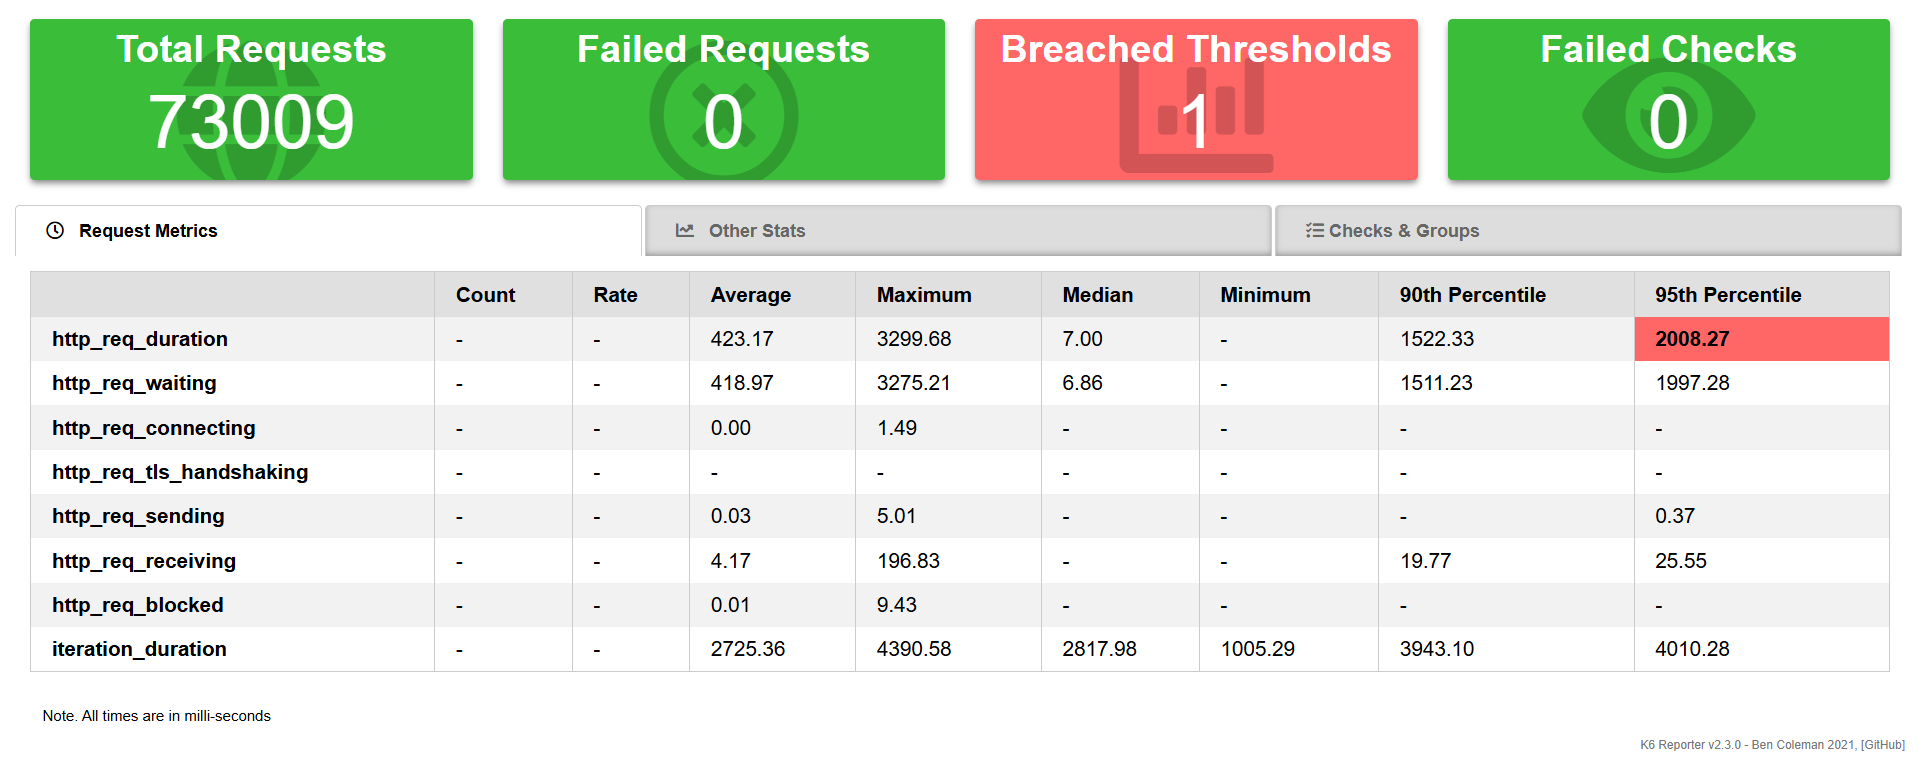 Total Requests Failed Requests Breached Thresholds Failed Checks
73009 0 1 0
Request Metrics Other Stats Checks & Groups
Count Rate Average Maximum Median Minimum 90th Percentile 95th Percentile
http_req_duration - - 423.17 3299.68 7.00 - 1522.33 2008.27
http_req_waiting - - 418.97 3275.21 6.86 - 1511.23 1997.28
http_req_connecting - - 0.00 1.49 - - - -
http_req_tls_handshaking - - - - - - - -
http_req_sending - - 0.03 5.01 - - - 0.37
http_req_receiving - - 4.17 196.83 - - 19.77 25.55
http_req_blocked - - 0.01 9.43 - - - -
iteration_duration - - 2725.36 4390.58 2817.98 1005.29 3943.10 4010.28
Note. All times are in milli-seconds
K6 Reporter v2.3.0 - Ben Coleman 2021, [GitHub]